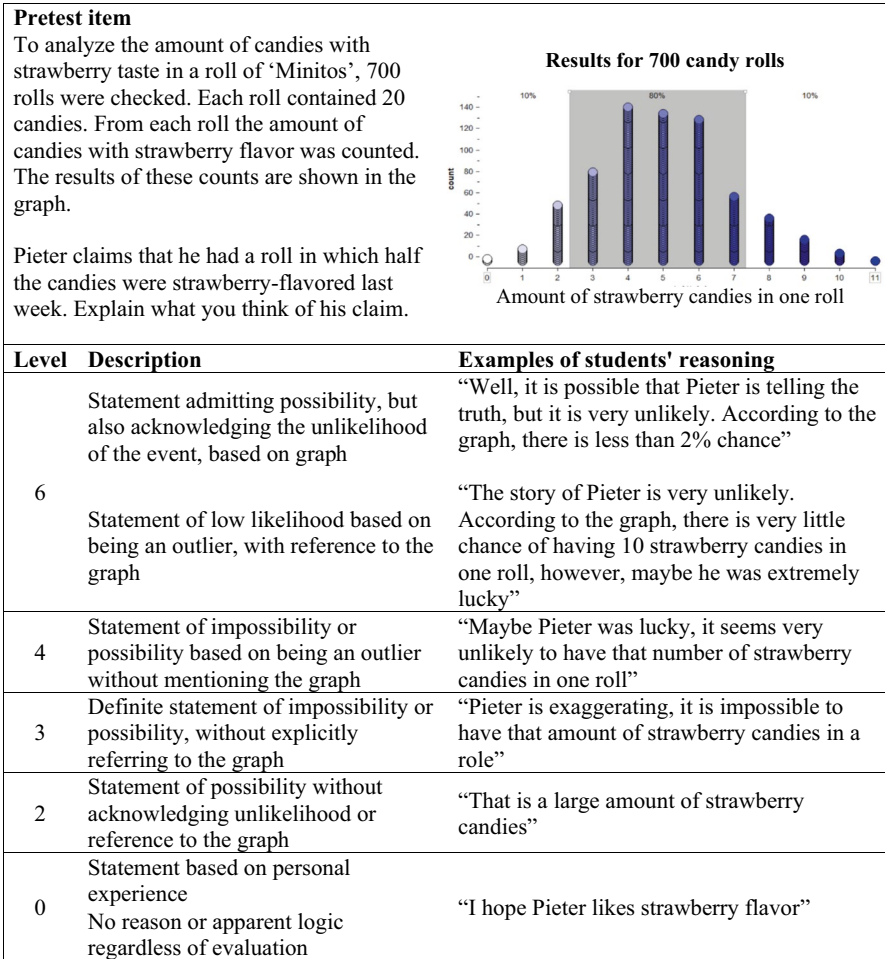 Pretest item
To analyze the amount of candies with
strawberry taste in a roll of ‘Minitos’, 700
rolls were checked. Each roll contained 20
candies. From each roll the amount of
candies with strawberry flavor was counted.
The results of these counts are shown in the
graph.
Pieter claims that he had a roll in which half
the candies were strawberry-flavored last
week. Explain what you think of his claim.
Results for 700 candy rolls
10% 60% 10%
140
120
100
80
60
40
20
0
count
0 1 2 3 4 5 6 7 8 9 10 11
Amount of strawberry candies in one roll
Level Description Examples of students' reasoning
6
Statement admitting possibility, but
also acknowledging the unlikelihood
of the event, based on graph
“Well, it is possible that Pieter is telling the
truth, but it is very unlikely. According to the
graph, there is less than 2% chance”
Statement of low likelihood based on
being an outlier, with reference to the
graph
“The story of Pieter is very unlikely.
According to the graph, there is very little
chance of having 10 strawberry candies in
one roll, however, maybe he was extremely
lucky”
4
Statement of impossibility or
possibility based on being an outlier
without mentioning the graph
“Maybe Pieter was lucky, it seems very
unlikely to have that number of strawberry
candies in one roll”
3
Definite statement of impossibility or
possibility, without explicitly
referring to the graph
“Pieter is exaggerating, it is impossible to
have that amount of strawberry candies in a
role”
2
Statement of possibility without
acknowledging unlikelihood or
reference to the graph
“That is a large amount of strawberry
candies”
0
Statement based on personal
experience
No reason or apparent logic
regardless of evaluation
“I hope Pieter likes strawberry flavor”